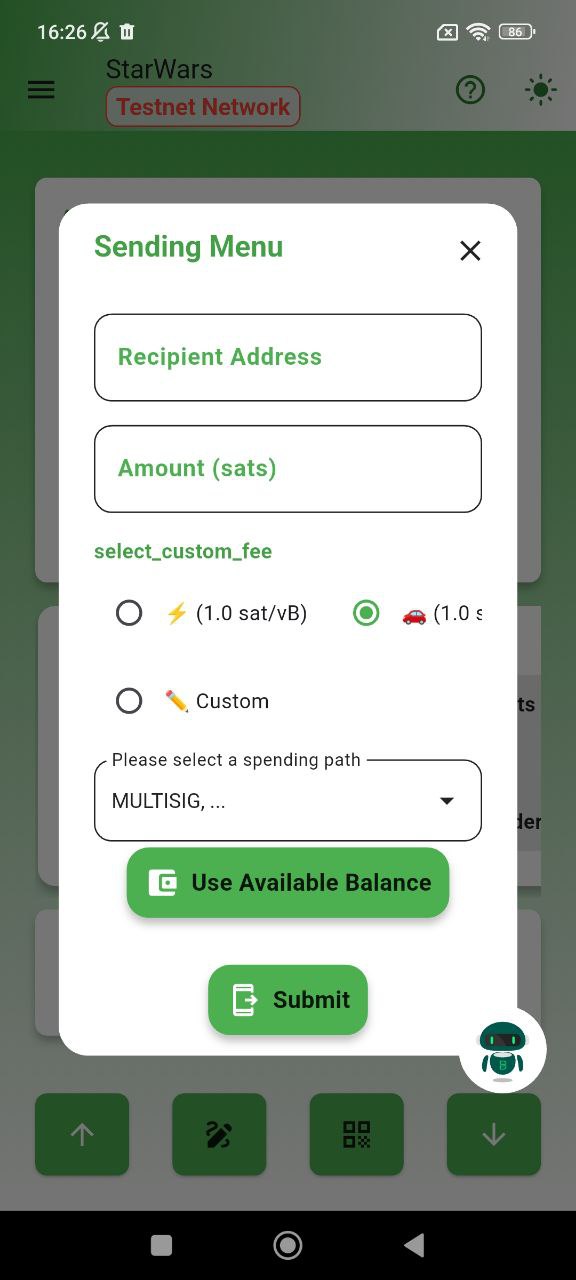 16:26
86
StarWars
Testnet Network
Sending Menu
Recipient Address
Amount (sats)
select_custom_fee
⚡ (1.0 sat/vB)
🚗 (1.0 s
✏️ Custom
Please select a spending path
MULTISIG, ...
ts
der
Use Available Balance
Submit